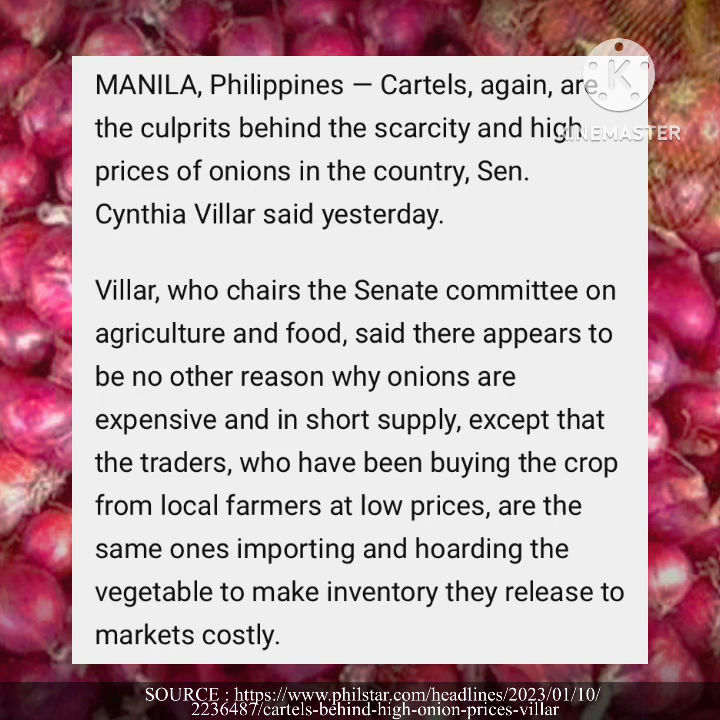 MANILA, Philippines — Cartels, again, are
the culprits behind the scarcity and high
prices of onions in the country, Sen.
Cynthia Villar said yesterday.
Villar, who chairs the Senate committee on
agriculture and food, said there appears to
be no other reason why onions are
expensive and in short supply, except that
the traders, who have been buying the crop
from local farmers at low prices, are the
same ones importing and hoarding the
vegetable to make inventory they release to
markets costly.
K
KINEMASTER
SOURCE : https://www.philstar.com/headlines/2023/01/10/
2236487/cartels-behind-high-onion-prices-villar